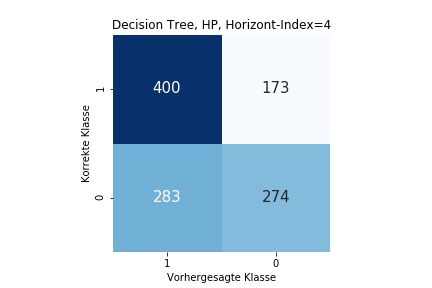 Decision Tree, HP, Horizont-Index=4
Korrekte Klasse
1
400
173
0
283
274
1
0
Vorhergesagte Klasse